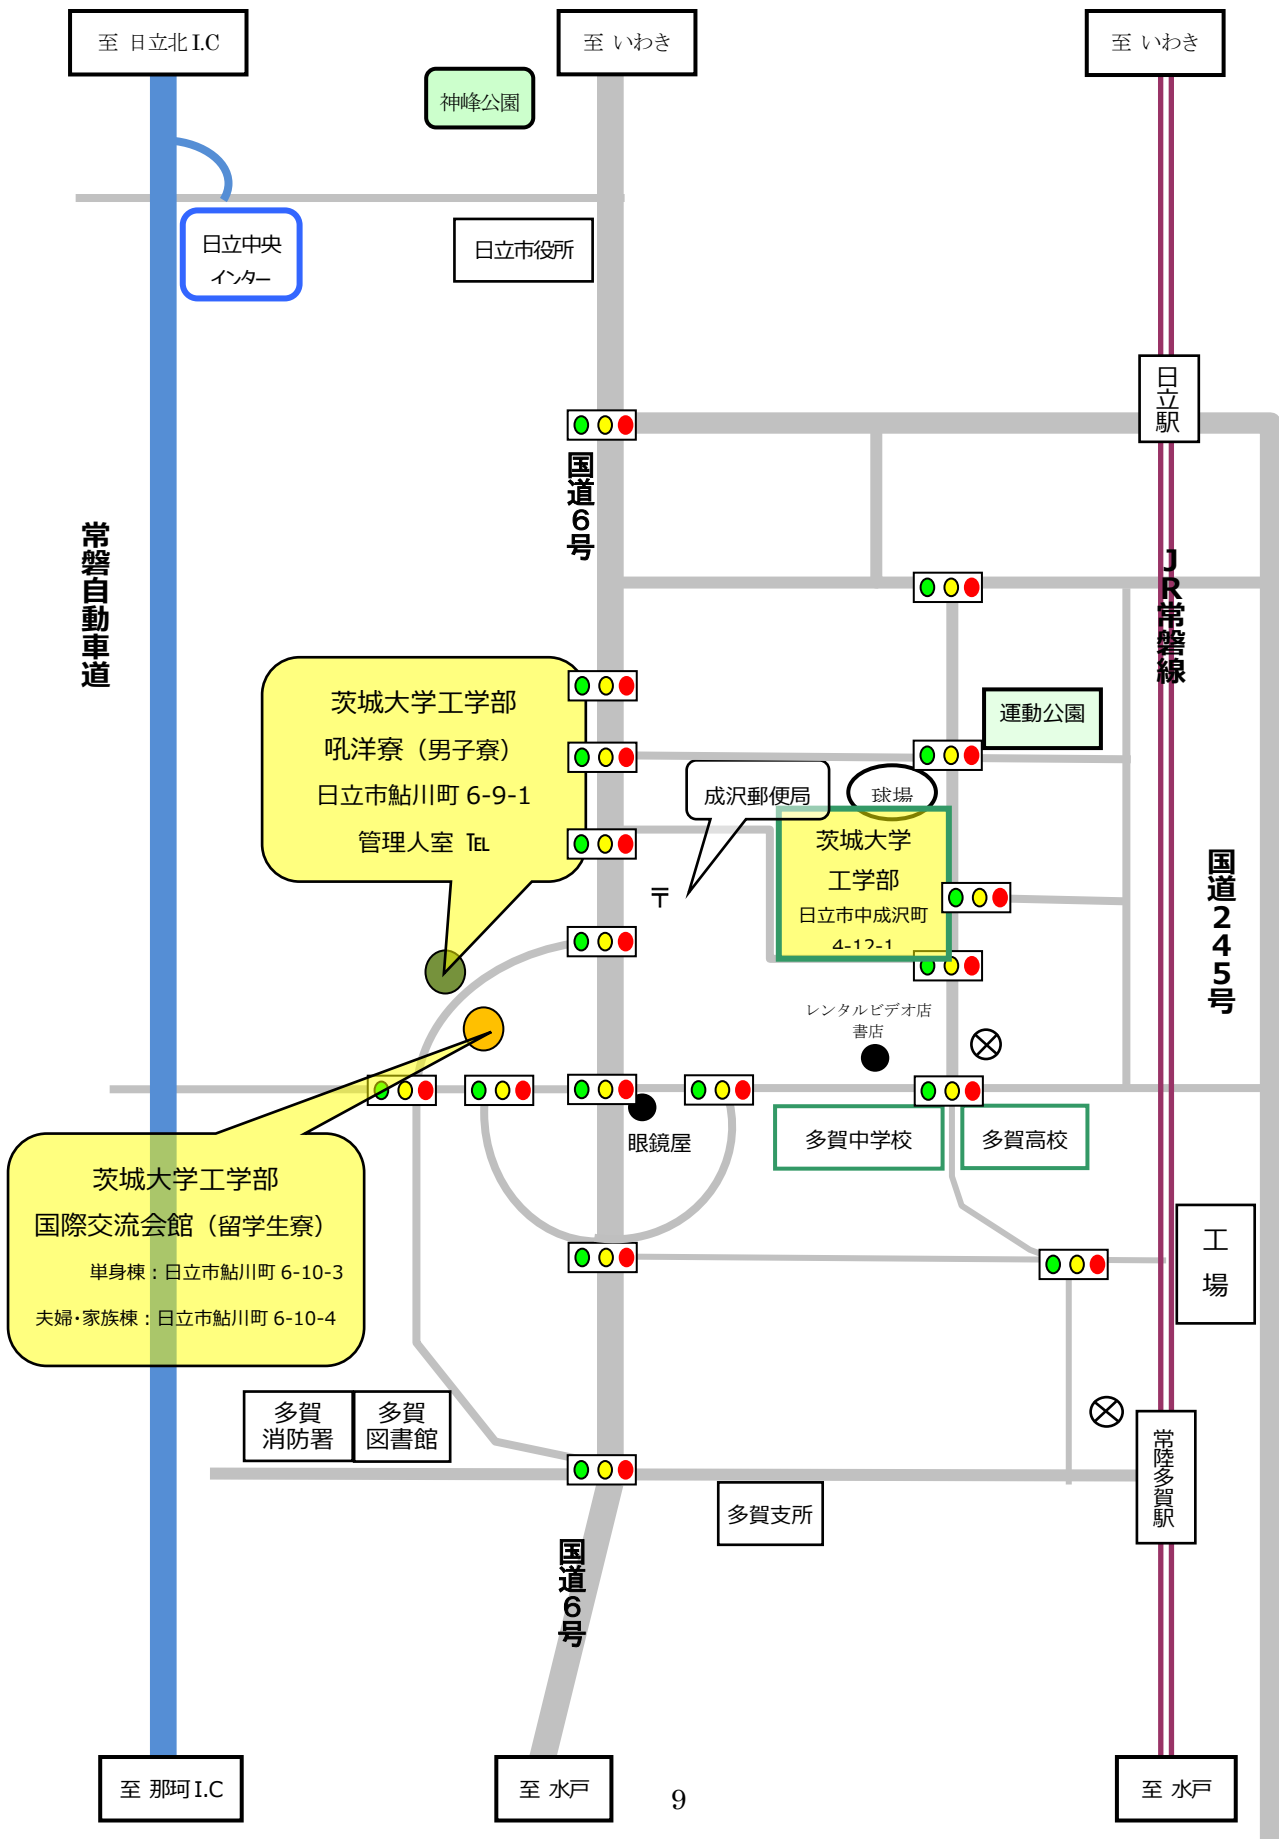 至 日立北I.C
至 いわき
至 いわき
神峰公園
日立中央
インター
日立市役所
日立駅
国道６号
常磐自動車道
ＪＲ常磐線
茨城大学工学部
吼洋寮（男子寮）
日立市鮎川町 6-9-1
管理人室 ℡
運動公園
成沢郵便局
球場
茨城大学
工学部
日立市中成沢町
4-12-1
〒
国道２４５号
レンタルビデオ店
書店
眼鏡屋
多賀中学校
多賀高校
茨城大学工学部
国際交流会館（留学生寮）
単身棟：日立市鮎川町 6-10-3
夫婦・家族棟：日立市鮎川町 6-10-4
工
場
多賀
消防署
多賀
図書館
常陸多賀駅
多賀支所
国道６号
至 那珂I.C
至 水戸
至 水戸
9